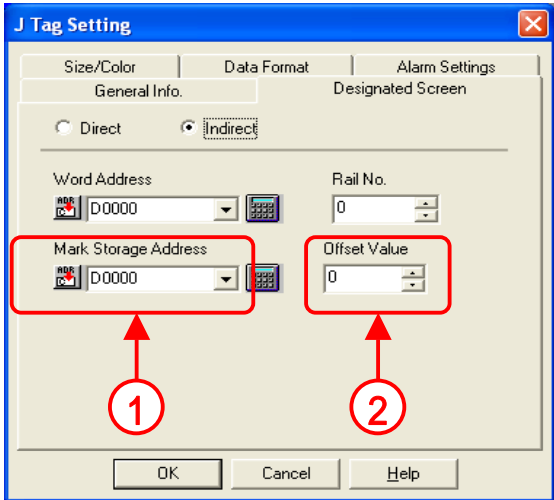 J Tag Setting
Size/Color Data Format Alarm Settings
General Info. Designated Screen
Direct Indirect
Word Address Rail No.
D0000 0
Mark Storage Address Offset Value
D0000 0
1 2
OK Cancel Help